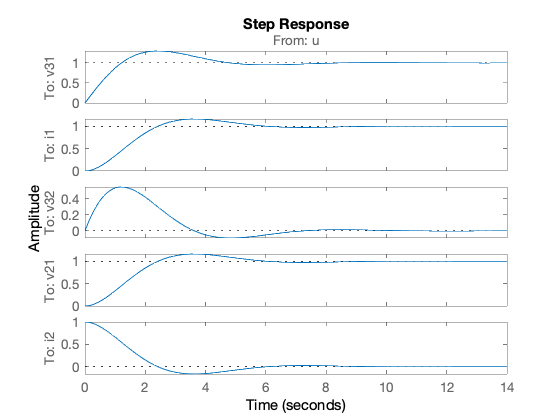 Step Response
From: u
To: v31
1
0.5
0
To: i1
1
0.5
0
Amplitude
To: v32
0.4
0.2
0
To: v21
1
0.5
0
To: i2
1
0.5
0
0 2 4 6 8 10 12 14
Time (seconds)